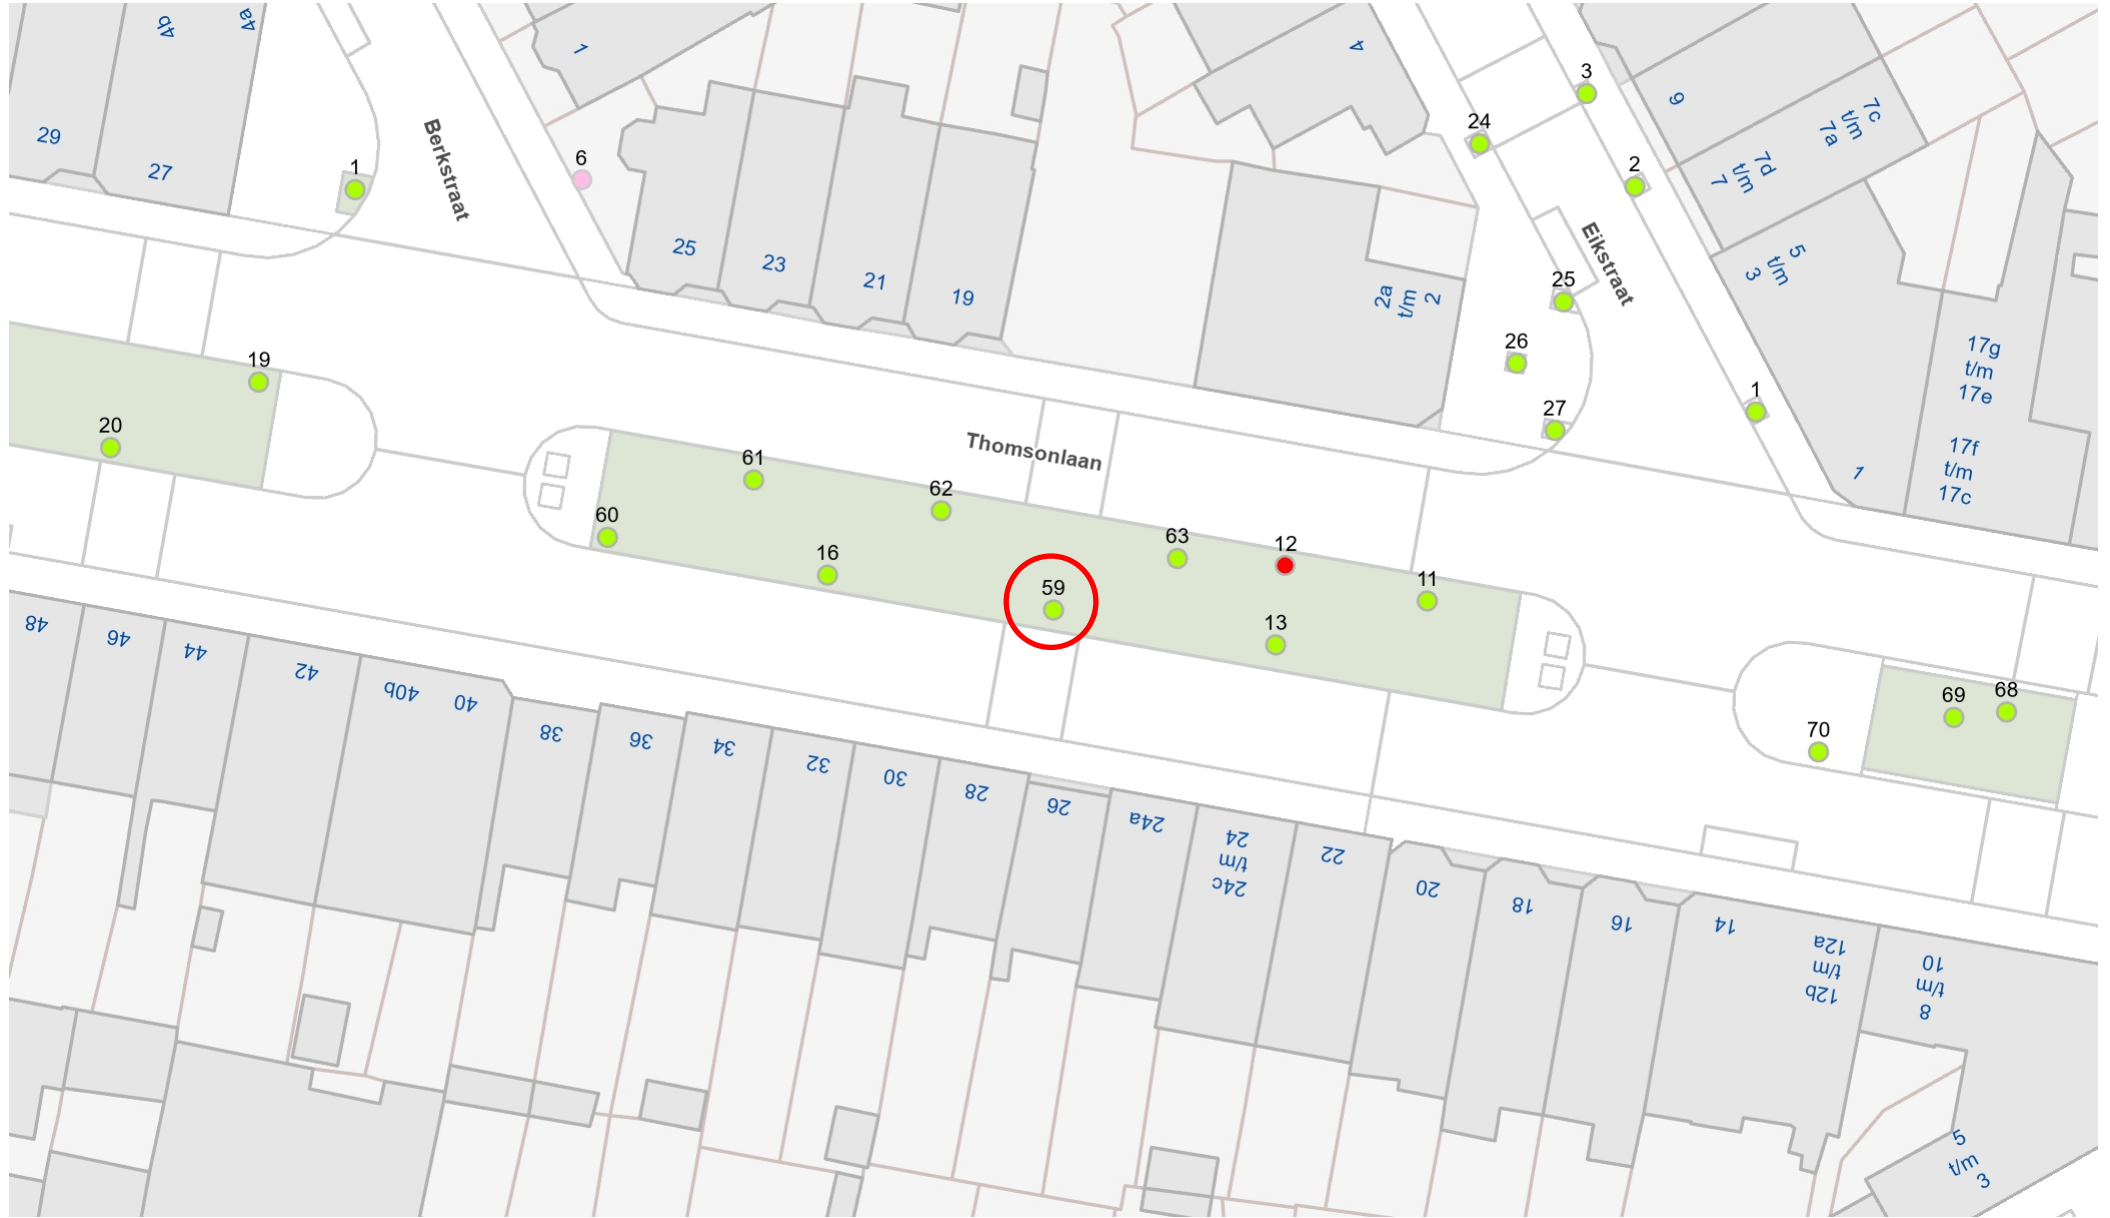 4b
4a
1
4
3
9
7c
t/m
7a
29
27
1
Berkstraat
6
24
2
7d
t/m
7
25
23
21
19
2a
t/m
2
25
Eikstraat
5
t/m
3
26
17g
t/m
17e
19
20
27
1
1
17f
t/m
17c
Thomsonlaan
61
62
60
16
63
12
59
11
13
70
69
68
48
46
44
42
40b
40
38
36
34
32
30
28
26
24a
24
t/m
24c
22
20
18
16
14
12a
t/m
12b
10
t/m
8
5
t/m
3